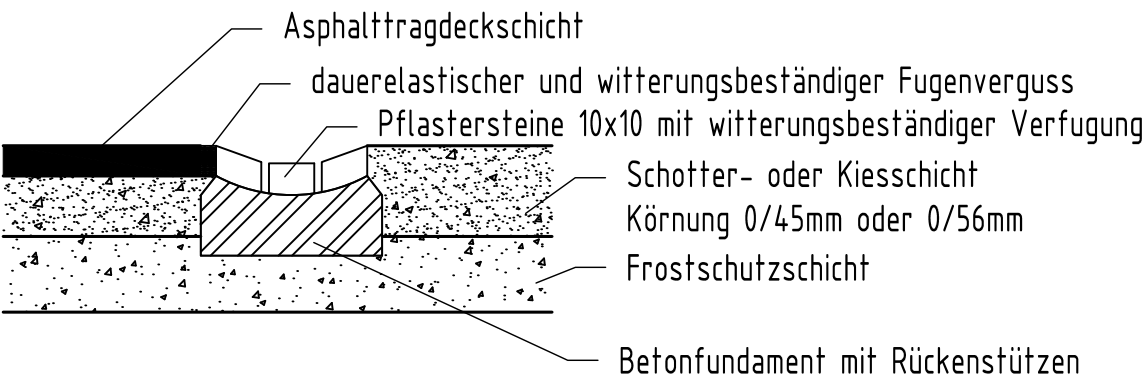 Asphalttragdeckschicht
dauerelastischer und witterungsbeständiger Fugenverguss
Pflastersteine 10x10 mit witterungsbeständiger Verfugung
Schotter- oder Kiesschicht
Körnung 0/45mm oder 0/56mm
Frostschutzschicht
Betonfundament mit Rückenstützen